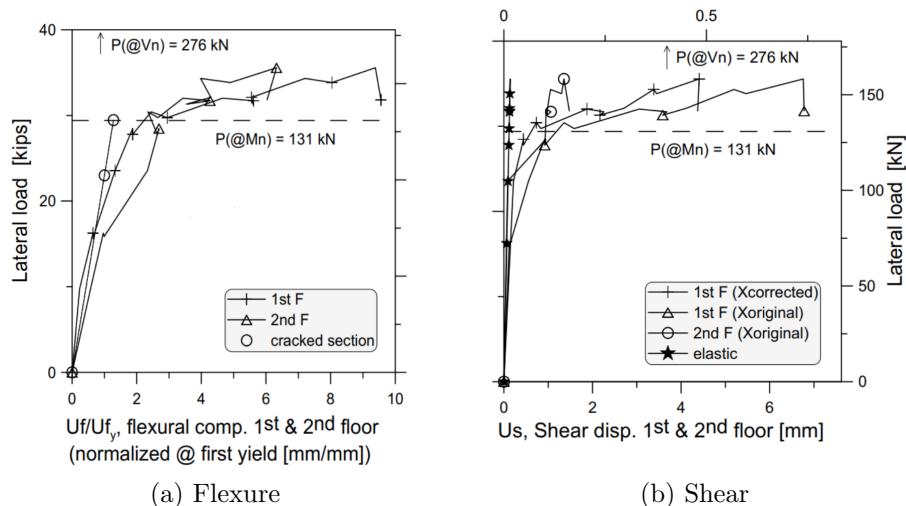 40
20
0
Lateral load [kips]
↑ P(@Vn) = 276 kN
P(@Mn) = 131 kN
1st F
2nd F
cracked section
0 2 4 6 8 10
Uf/Ufy, flexural comp. 1st & 2nd floor
(normalized @ first yield [mm/mm])
(a) Flexure
0 0.5
↑ P(@Vn) = 276 kN
P(@Mn) = 131 kN
1st F (Xcorrected)
1st F (Xoriginal)
2nd F (Xoriginal)
elastic
150
100
50
0
Lateral load [kN]
0 2 4 6
Us, Shear disp. 1st & 2nd floor [mm]
(b) Shear